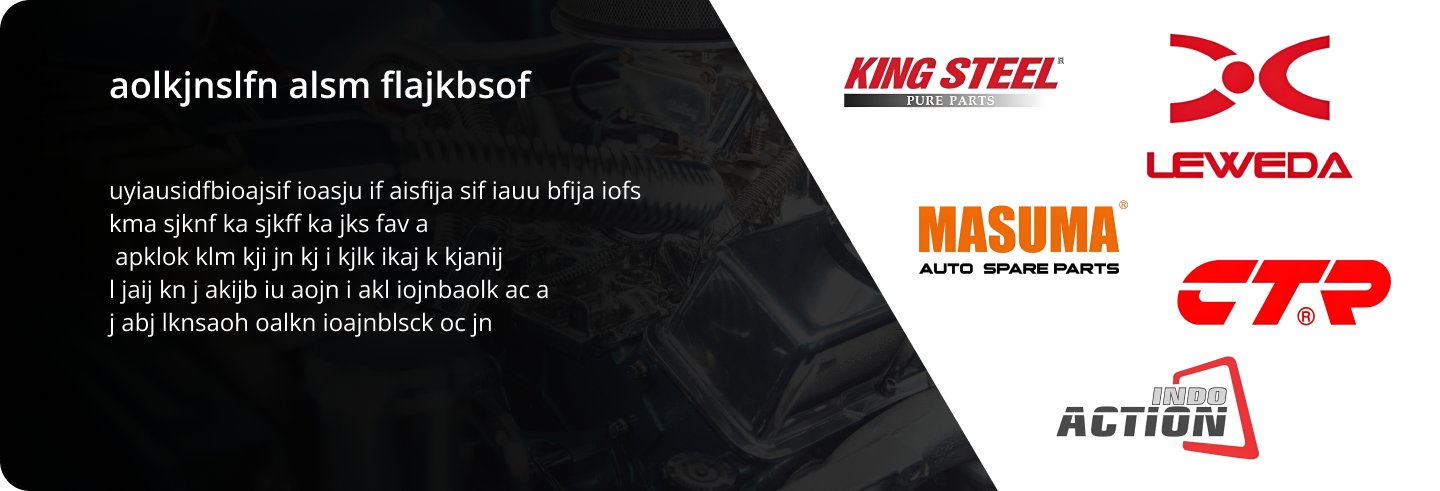 aolkjnslfn alsm flajkbsof
uyiausidfbioajsif ioasju if aisfija sif iauu bfija iofs
kma sjknf ka sjkff ka jks fav a
apklok klm kji jn kj i kjlk ikaj k kjanij
l jaij kn j akijb iu aojn i akl iojnbaolk ac a
j abj lknsaoh oalkn ioajnblsck oc jn
KING STEEL®
PURE PARTS
LEWEDA
MASUMA®
AUTO SPARE PARTS
CTR®
INDO
ACTION